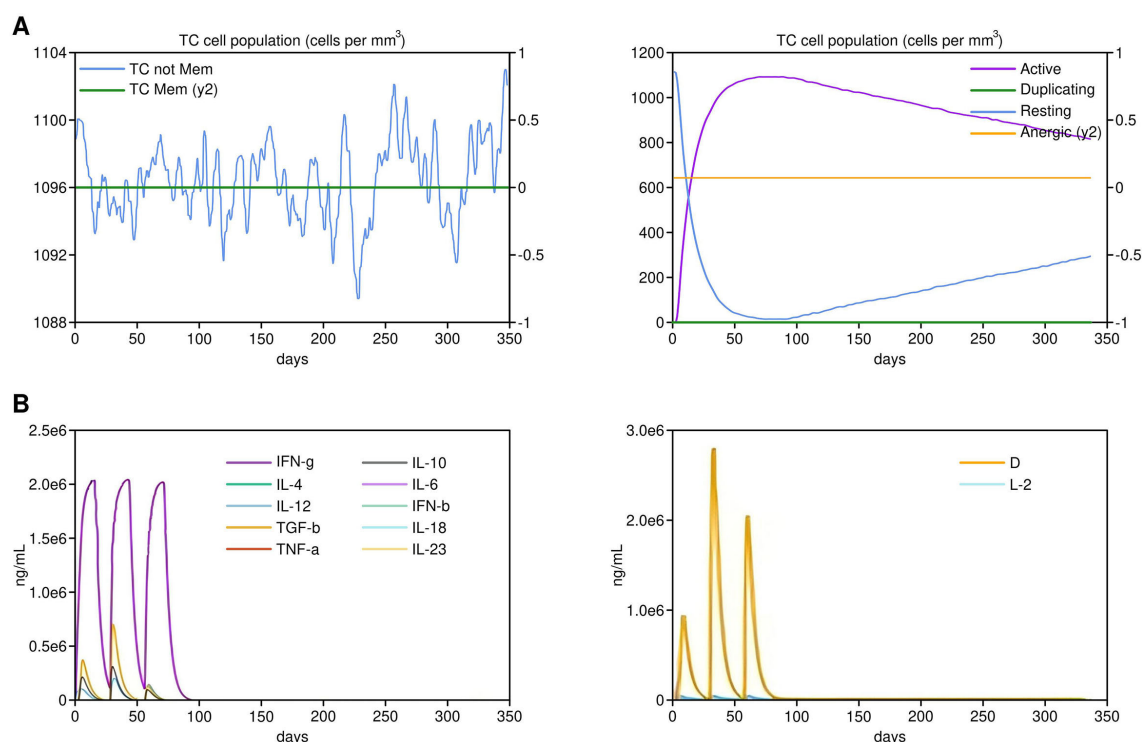 A
TC cell population (cells per mm3)
1104
1100
1096
1092
1088
1
0.5
0
-0.5
-1
TC not Mem
TC Mem (y2)
0 50 100 150 200 250 300 350
days
TC cell population (cells per mm3)
1200
1000
800
600
400
200
0
1
0.5
0
-0.5
-1
Active
Duplicating
Resting
Anergic (y2)
0 50 100 150 200 250 300 350
days
B
2.5e6
2.0e6
1.5e6
1.0e6
0.5e6
0
ng/mL
IFN-g
IL-4
IL-12
TGF-b
TNF-a
IL-10
IL-6
IFN-b
IL-18
IL-23
0 50 100 150 200 250 300 350
days
3.0e6
2.0e6
1.0e6
0
ng/mL
D
L-2
0 50 100 150 200 250 300 350
days